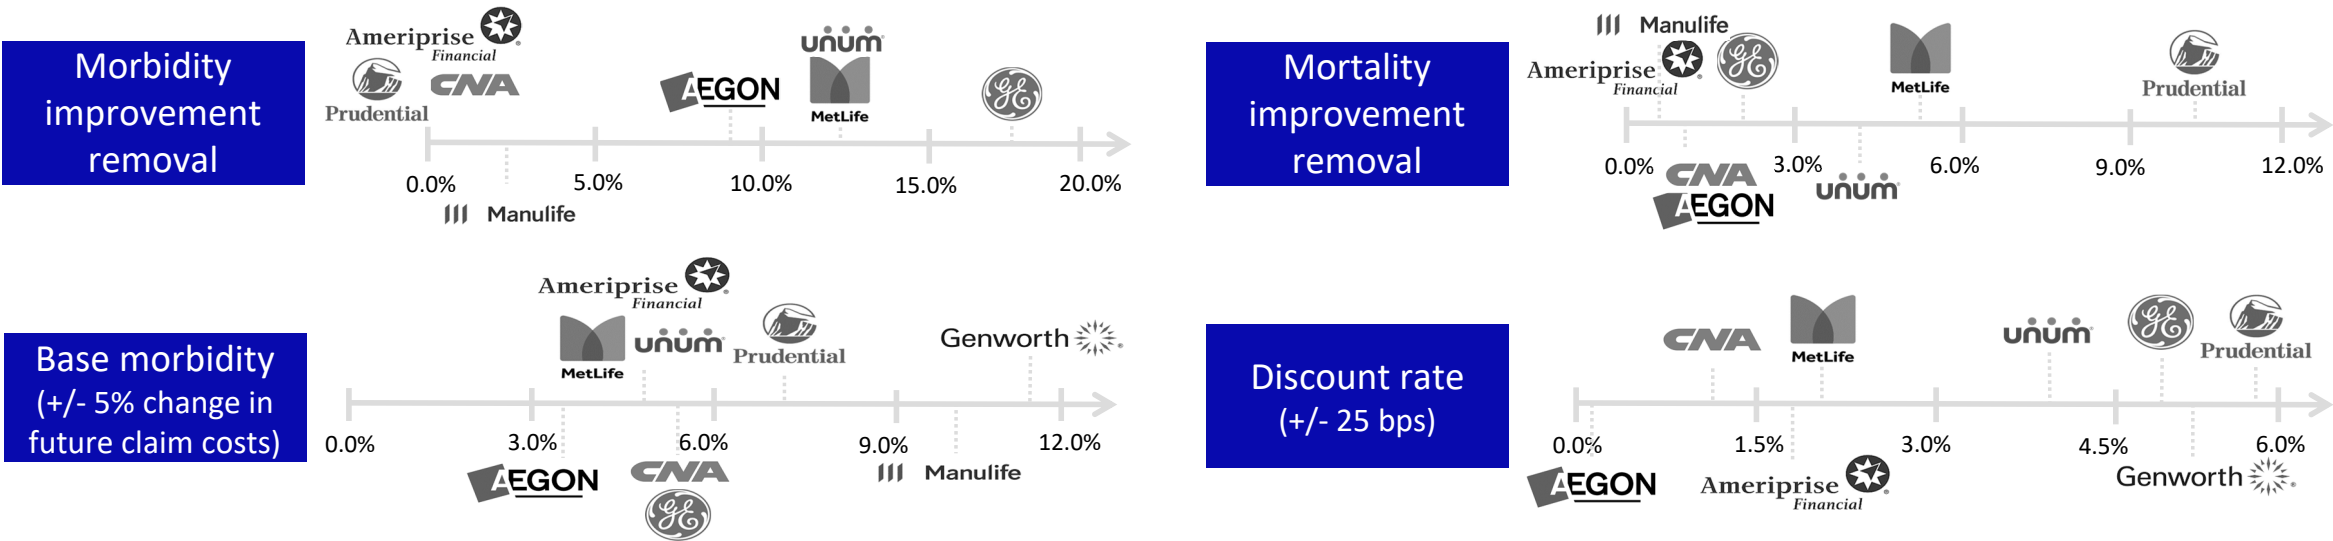 Morbidity
improvement
removal
Ameriprise
Financial
Prudential
CNA
AEGON
unum
MetLife
GE
0.0%
5.0%
10.0%
15.0%
20.0%
Manulife
Mortality
improvement
removal
Manulife
Ameriprise
Financial
GE
MetLife
Prudential
0.0%
3.0%
6.0%
9.0%
12.0%
CNA
AEGON
unum
Base morbidity
(+/- 5% change in
future claim costs)
Ameriprise
Financial
MetLife
unum
Prudential
Genworth
0.0%
3.0%
6.0%
9.0%
12.0%
AEGON
CNA
GE
Manulife
Discount rate
(+/- 25 bps)
CNA
MetLife
unum
GE
Prudential
0.0%
1.5%
3.0%
4.5%
6.0%
AEGON
Ameriprise
Financial
Genworth